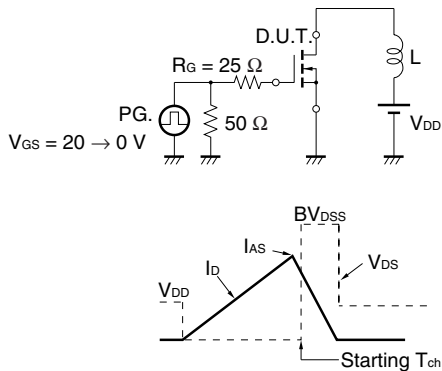 D.U.T.
RG = 25 Ω
L
PG.
50 Ω
VDD
VGS = 20 → 0 V
BVDSS
IAS
ID
VDS
VDD
Starting Tch